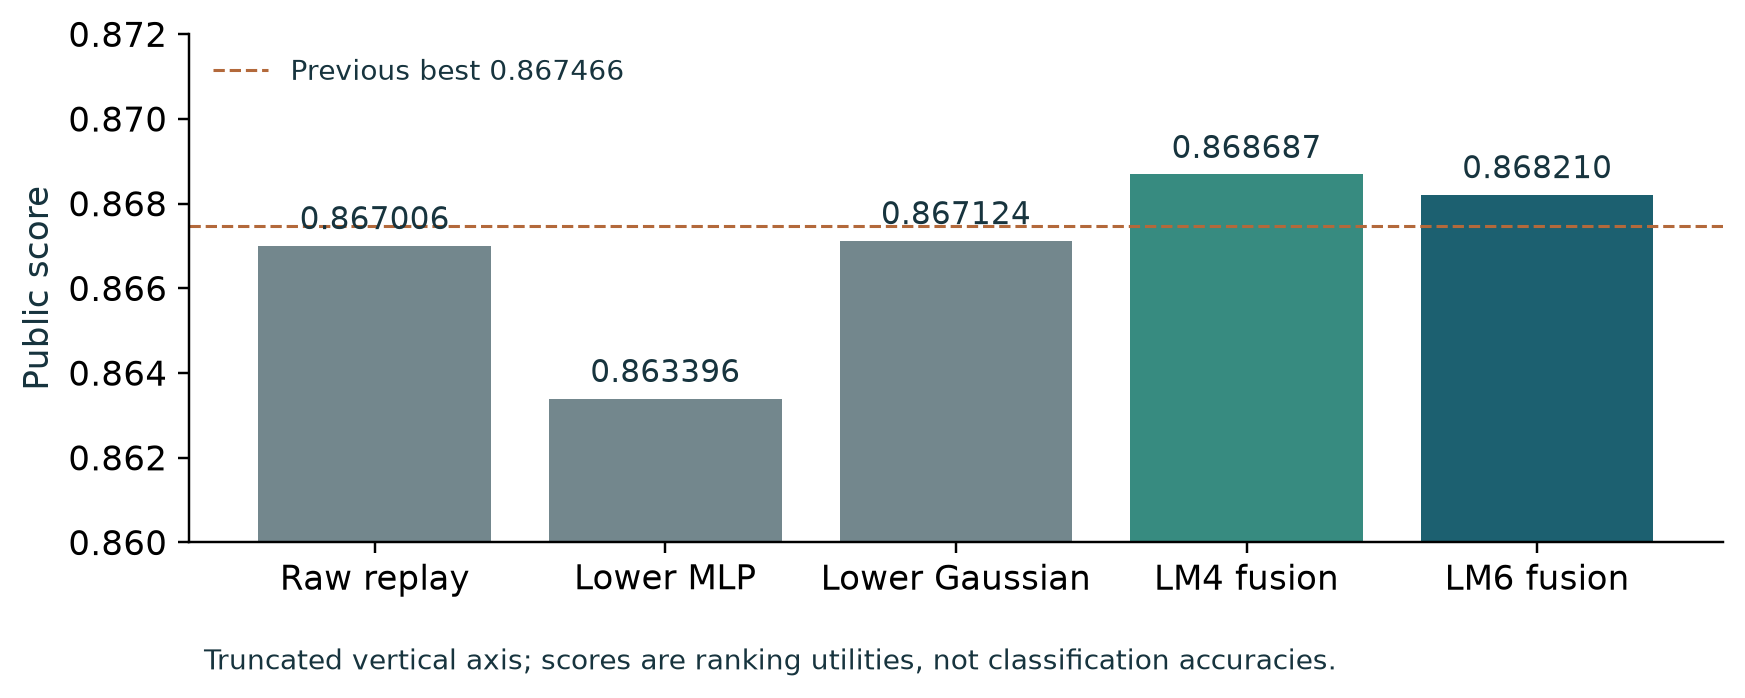 0.872
Previous best 0.867466
0.870
0.868687
0.868210
0.868
0.867006
0.867124
0.866
Public score
0.864
0.863396
0.862
0.860
Raw replay
Lower MLP
Lower Gaussian
LM4 fusion
LM6 fusion
Truncated vertical axis; scores are ranking utilities, not classification accuracies.